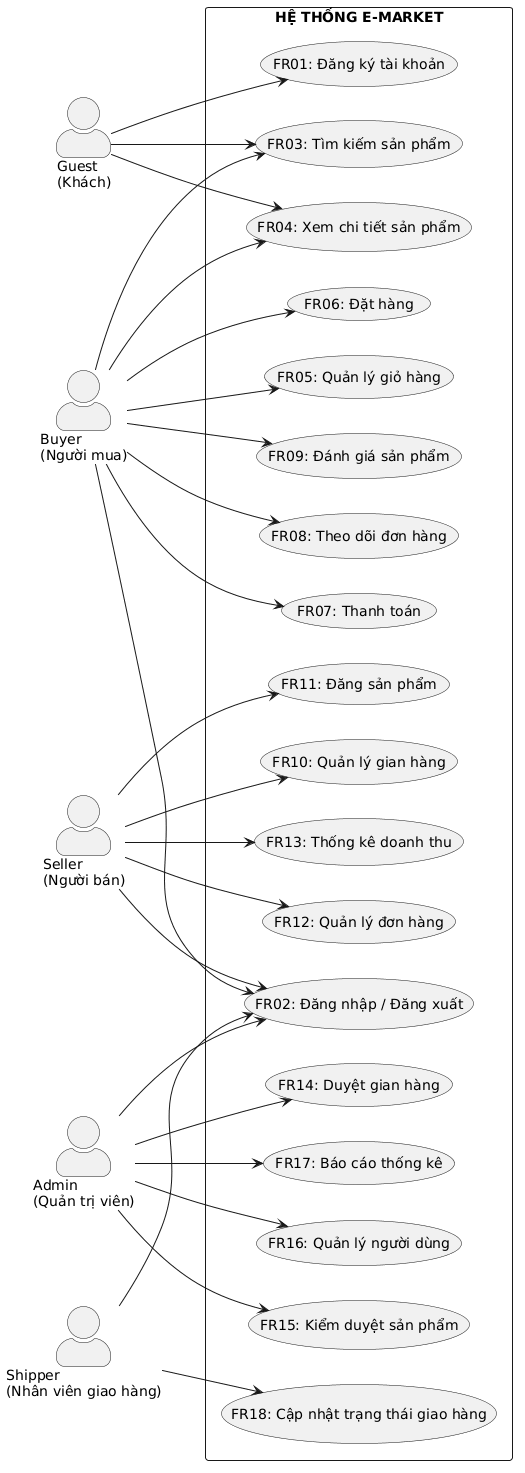 HỆ THỐNG E-MARKET
FR01: Đăng ký tài khoản
FR03: Tìm kiếm sản phẩm
Guest
(Khách)
FR04: Xem chi tiết sản phẩm
FR06: Đặt hàng
FR05: Quản lý giỏ hàng
Buyer
(Người mua)
FR09: Đánh giá sản phẩm
FR08: Theo dõi đơn hàng
FR07: Thanh toán
FR11: Đăng sản phẩm
FR10: Quản lý gian hàng
FR13: Thống kê doanh thu
Seller
(Người bán)
FR12: Quản lý đơn hàng
FR02: Đăng nhập / Đăng xuất
FR14: Duyệt gian hàng
FR17: Báo cáo thống kê
Admin
(Quản trị viên)
FR16: Quản lý người dùng
FR15: Kiểm duyệt sản phẩm
Shipper
(Nhân viên giao hàng)
FR18: Cập nhật trạng thái giao hàng